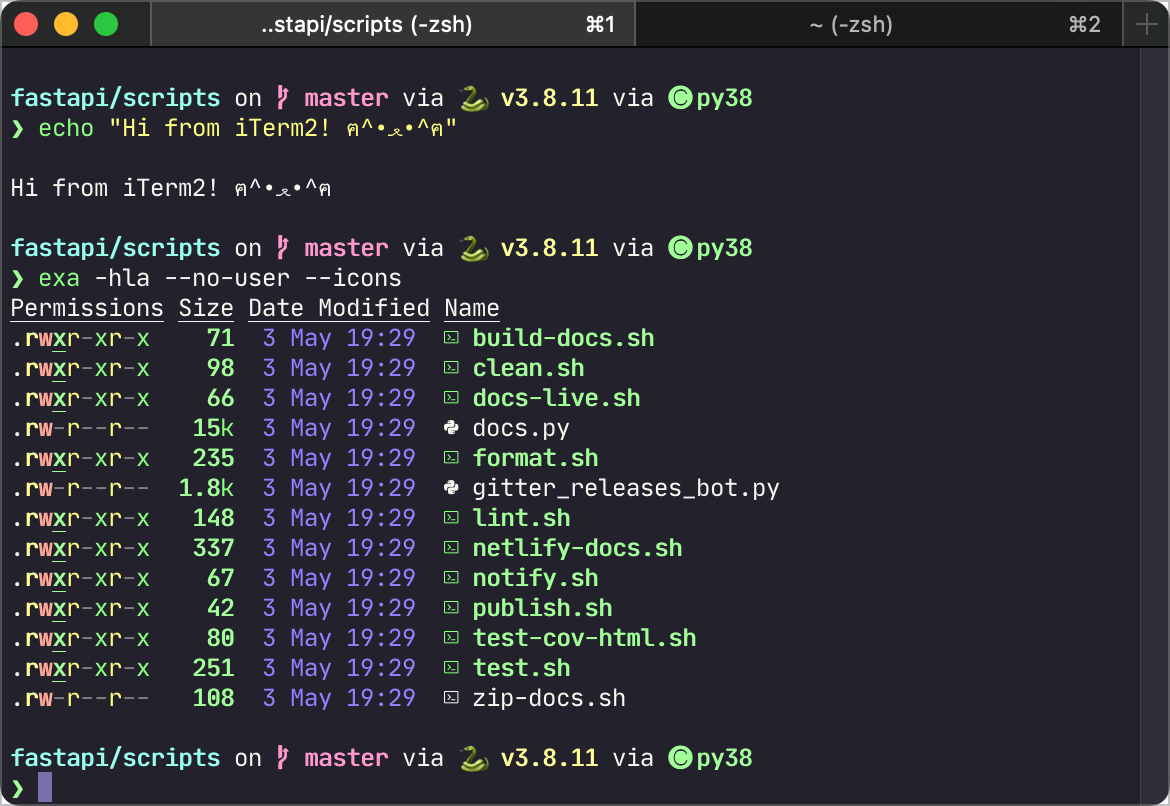 ..stapi/scripts (-zsh) ⌘1 ~ (-zsh) ⌘2
fastapi/scripts on master via 🐍 v3.8.11 via 🅒 py38
❯ echo "Hi from iTerm2! ฅ^•ﻌ•^ฅ"
Hi from iTerm2! ฅ^•ﻌ•^ฅ
fastapi/scripts on master via 🐍 v3.8.11 via 🅒 py38
❯ exa -hla --no-user --icons
Permissions Size Date Modified Name
.rwxr-xr-x 71 3 May 19:29 build-docs.sh
.rwxr-xr-x 98 3 May 19:29 clean.sh
.rwxr-xr-x 66 3 May 19:29 docs-live.sh
.rw-r--r-- 15k 3 May 19:29 docs.py
.rwxr-xr-x 235 3 May 19:29 format.sh
.rw-r--r-- 1.8k 3 May 19:29 gitter_releases_bot.py
.rwxr-xr-x 148 3 May 19:29 lint.sh
.rwxr-xr-x 337 3 May 19:29 netlify-docs.sh
.rwxr-xr-x 67 3 May 19:29 notify.sh
.rwxr-xr-x 42 3 May 19:29 publish.sh
.rwxr-xr-x 80 3 May 19:29 test-cov-html.sh
.rwxr-xr-x 251 3 May 19:29 test.sh
.rw-r--r-- 108 3 May 19:29 zip-docs.sh
fastapi/scripts on master via 🐍 v3.8.11 via 🅒 py38
❯